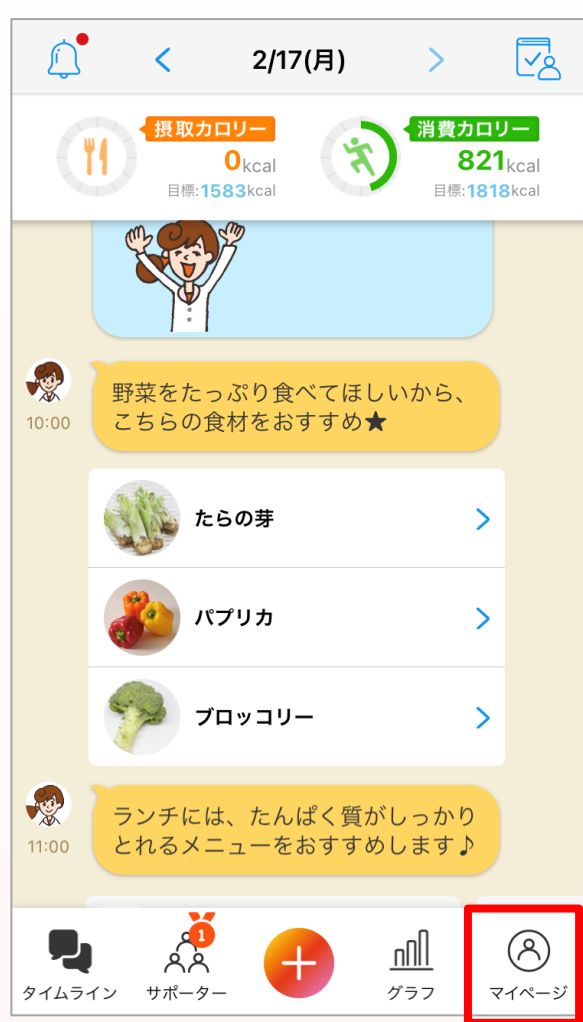 2/17(月)
摂取カロリー
0kcal
目標:1583kcal
消費カロリー
821kcal
目標:1818kcal
野菜をたっぷり食べてほしいから、
こちらの食材をおすすめ★
10:00
たらの芽
パプリカ
ブロッコリー
ランチには、たんぱく質がしっかり
とれるメニューをおすすめします♪
11:00
タイムライン
1
サポーター
グラフ
マイページ